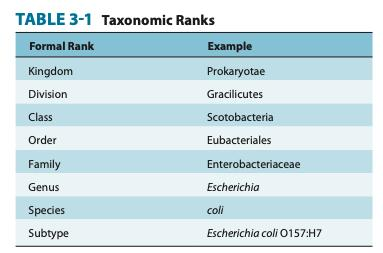 TABLE 3-1 Taxonomic Ranks
Formal Rank Example
Kingdom Prokaryotae
Division Gracilicutes
Class Scotobacteria
Order Eubacteriales
Family Enterobacteriaceae
Genus Escherichia
Species coli
Subtype Escherichia coli O157:H7